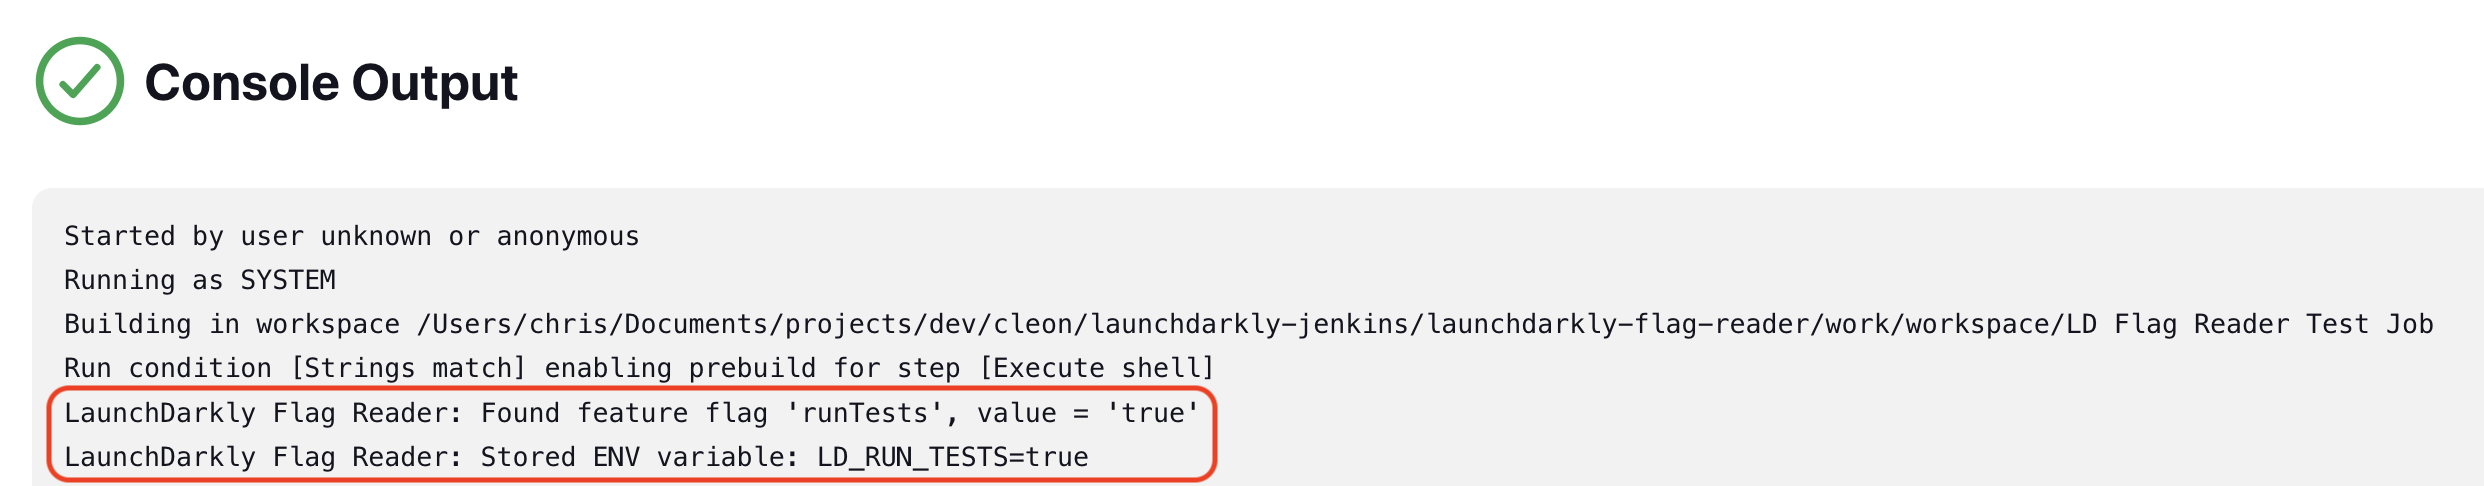 Console Output
Started by user unknown or anonymous
Running as SYSTEM
Building in workspace /Users/chris/Documents/projects/dev/cleon/launchdarkly-jenkins/launchdarkly-flag-reader/work/workspace/LD Flag Reader Test Job
Run condition [Strings match] enabling prebuild for step [Execute shell]
LaunchDarkly Flag Reader: Found feature flag 'runTests', value = 'true'
LaunchDarkly Flag Reader: Stored ENV variable: LD_RUN_TESTS=true